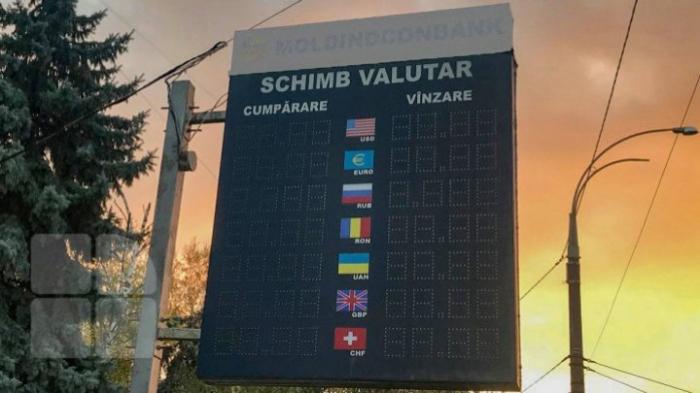 MOLDINDCONBANK
SCHIMB VALUTAR
CUMPĂRARE VÎNZARE
USD
EURO
RUB
RON
UAH
GBP
CHF